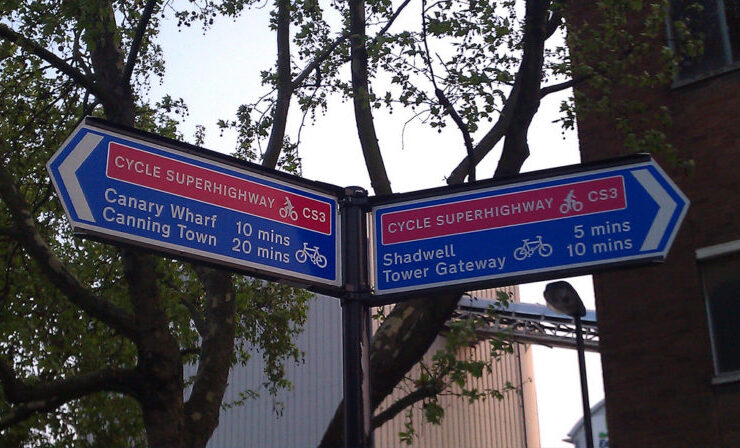 CYCLE SUPERHIGHWAY CS3
Canary Wharf 10 mins
Canning Town 20 mins
CYCLE SUPERHIGHWAY CS3
Shadwell 5 mins
Tower Gateway 10 mins